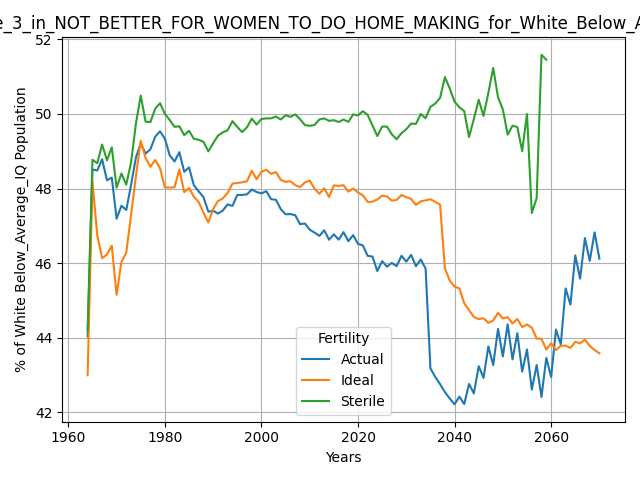 e_3_in_NOT_BETTER_FOR_WOMEN_TO_DO_HOME_MAKING_for_White_Below_A
52
50
48
46
44
42
% of White Below_Average_IQ Population
Fertility
Actual
Ideal
Sterile
1960 1980 2000 2020 2040 2060
Years